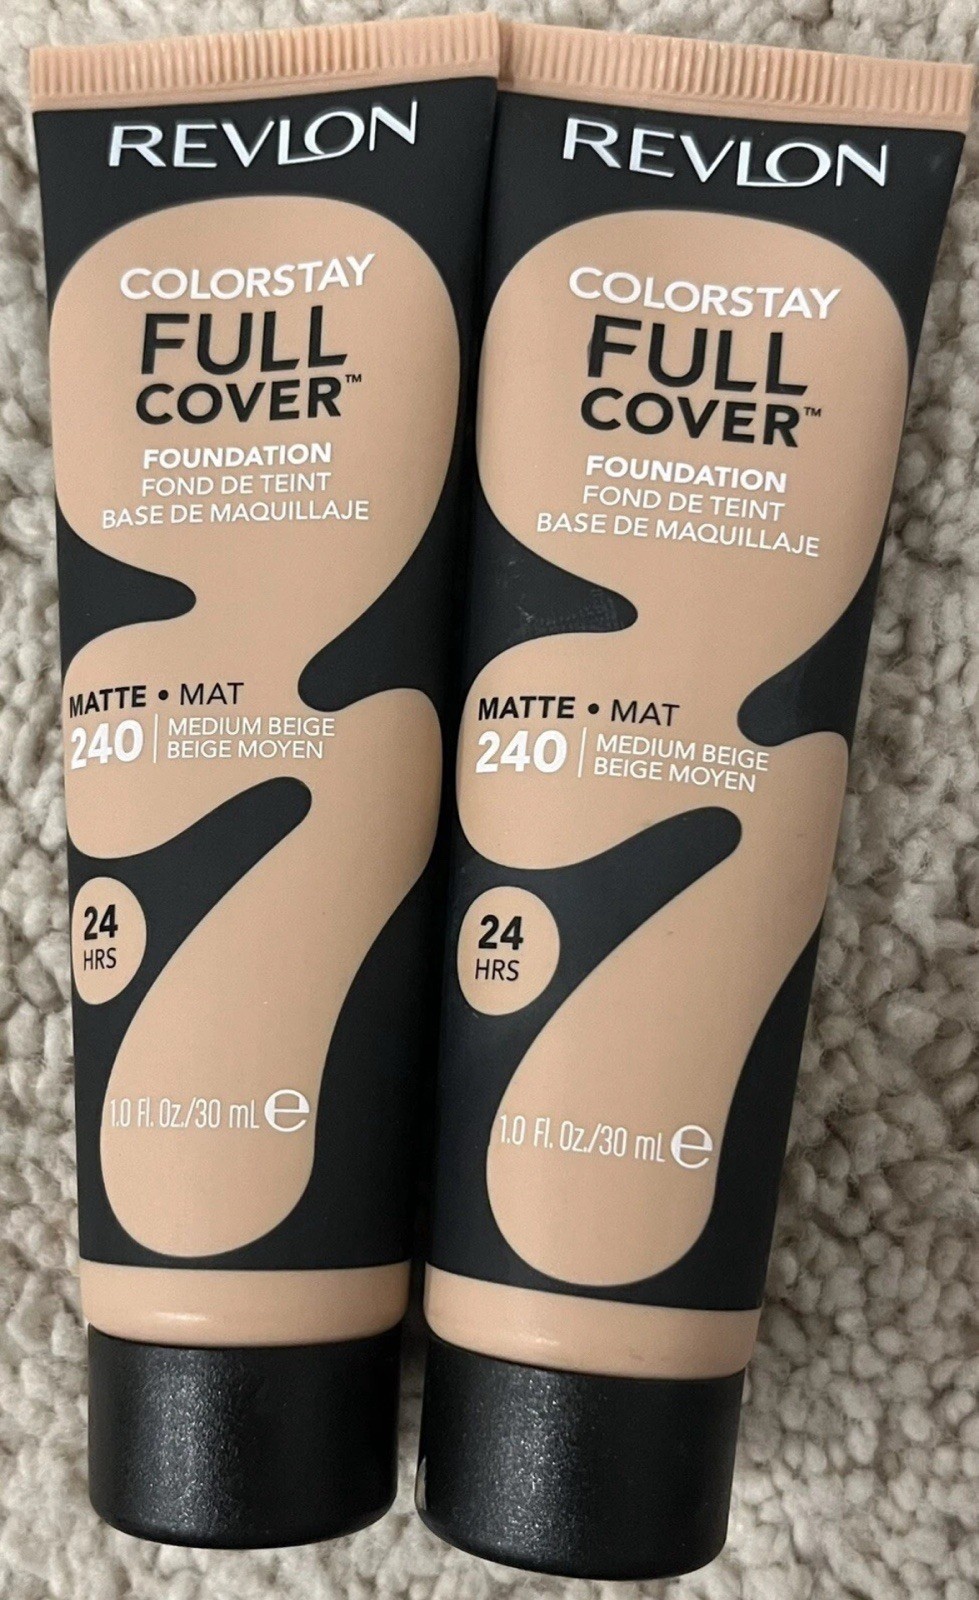 REVLON
COLORSTAY
FULL
COVER™
FOUNDATION
FOND DE TEINT
BASE DE MAQUILLAJE
MATTE • MAT
240 | MEDIUM BEIGE
BEIGE MOYEN
24
HRS
1.0 Fl. Oz./30 mL e
REVLON
COLORSTAY
FULL
COVER™
FOUNDATION
FOND DE TEINT
BASE DE MAQUILLAJE
MATTE • MAT
240 | MEDIUM BEIGE
BEIGE MOYEN
24
HRS
1.0 Fl. Oz./30 mL e